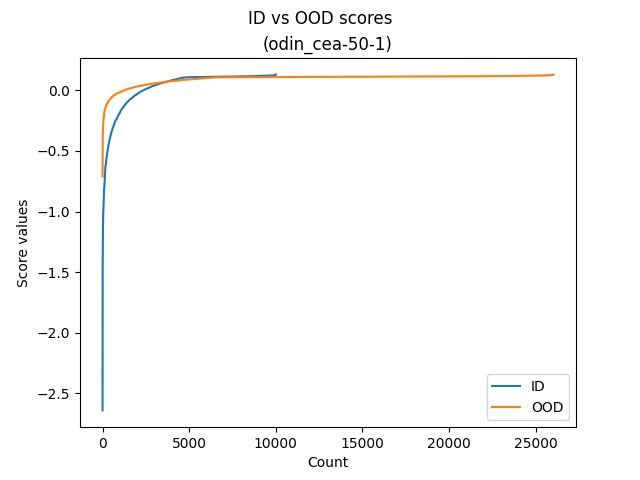 ID vs OOD scores
(odin_cea-50-1)
Score values
0.0
−0.5
−1.0
−1.5
−2.0
−2.5
ID
OOD
0 5000 10000 15000 20000 25000
Count